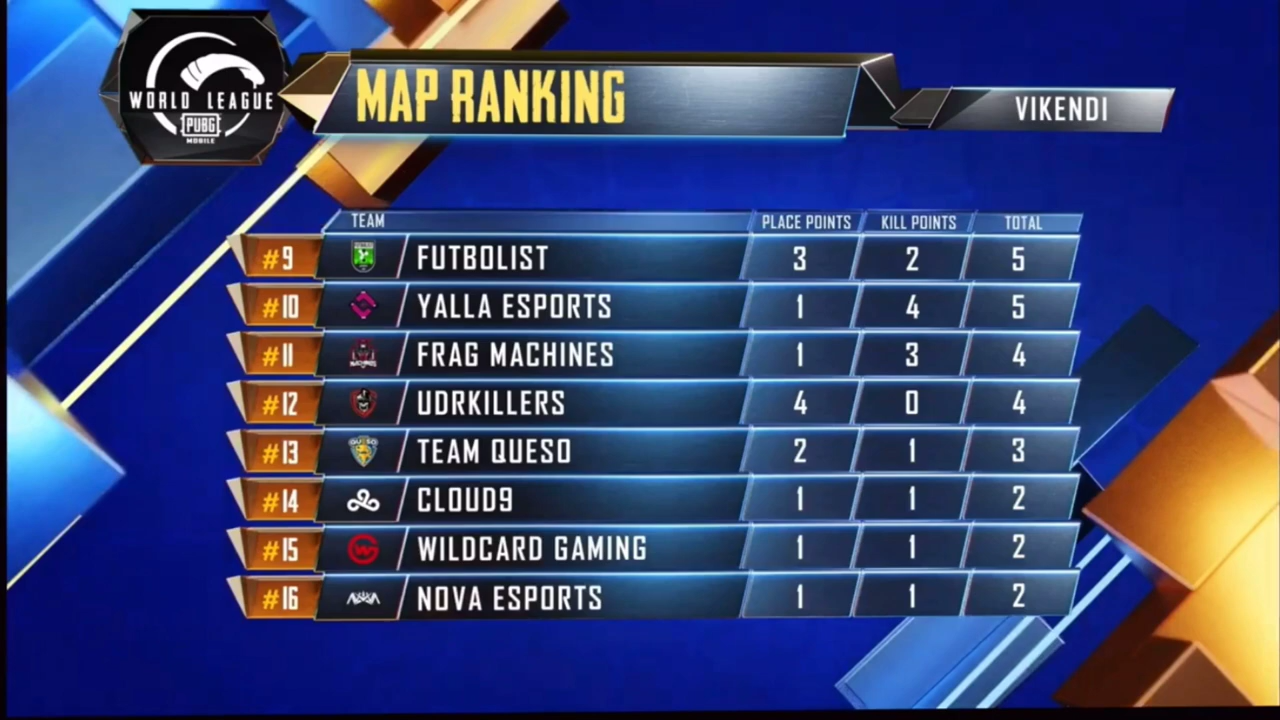 WORLD LEAGUE
PUBG
MOBILE
MAP RANKING
VIKENDI
TEAM PLACE POINTS KILL POINTS TOTAL
#9 FUTBOLIST 3 2 5
#10 YALLA ESPORTS 1 4 5
#11 FRAG MACHINES 1 3 4
#12 UDRKILLERS 4 0 4
#13 QUESO TEAM QUESO 2 1 3
#14 CLOUD9 1 1 2
#15 WILDCARD GAMING 1 1 2
#16 NOVA ESPORTS 1 1 2